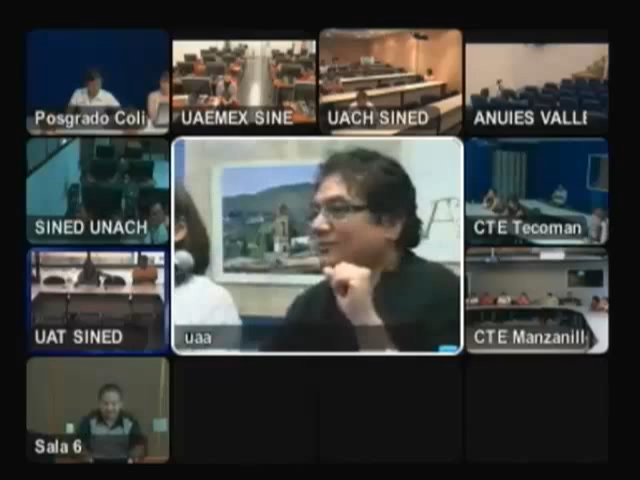 Posgrado Coli
UAEMEX SINE
UACH SINED
ANUIES VALLE
SINED UNACH
CTE Tecoman
UAT SINED
uaa
CTE Manzanill
Sala 6